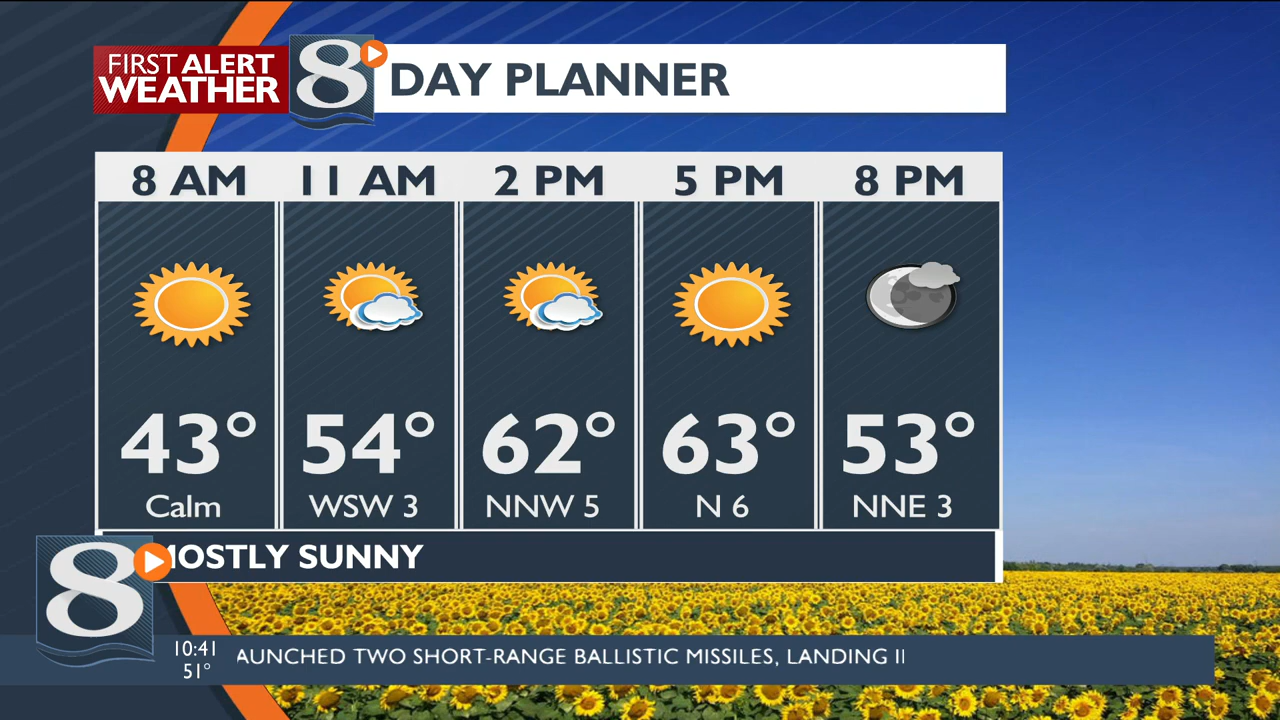 FIRST ALERT
WEATHER
8
DAY PLANNER
8 AM 11 AM 2 PM 5 PM 8 PM
43° 54° 62° 63° 53°
Calm WSW 3 NNW 5 N 6 NNE 3
MOSTLY SUNNY
8
10:41
51°
AUNCHED TWO SHORT-RANGE BALLISTIC MISSILES, LANDING